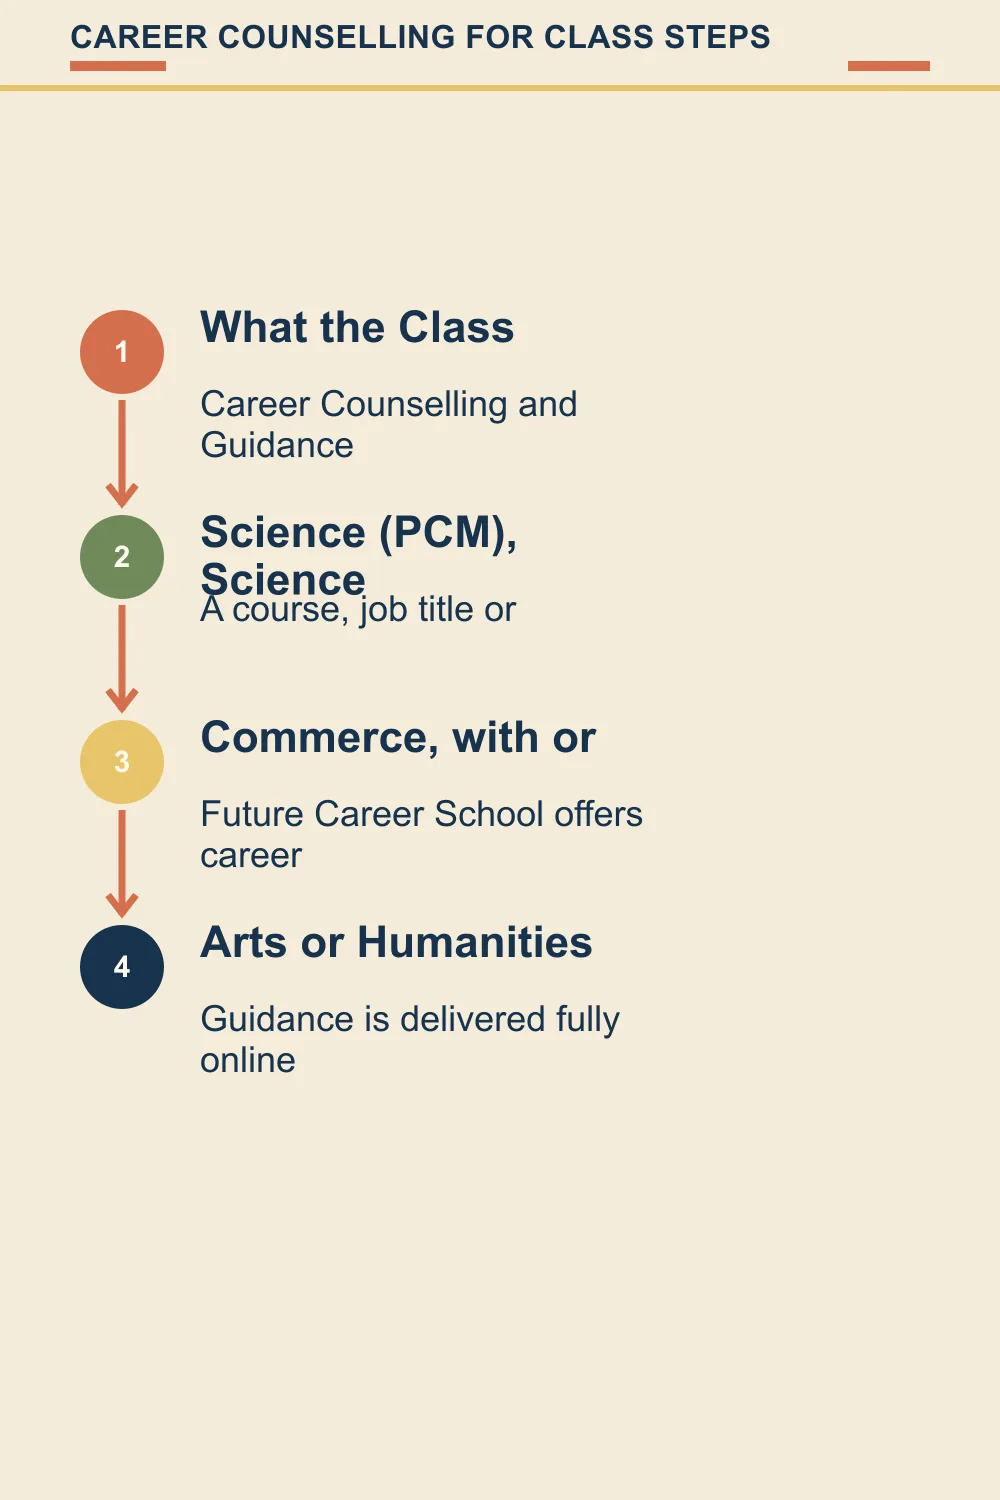 CAREER COUNSELLING FOR CLASS STEPS
1
What the Class
Career Counselling and
Guidance
2
Science (PCM),
Science
A course, job title or
3
Commerce, with or
Future Career School offers
career
4
Arts or Humanities
Guidance is delivered fully
online